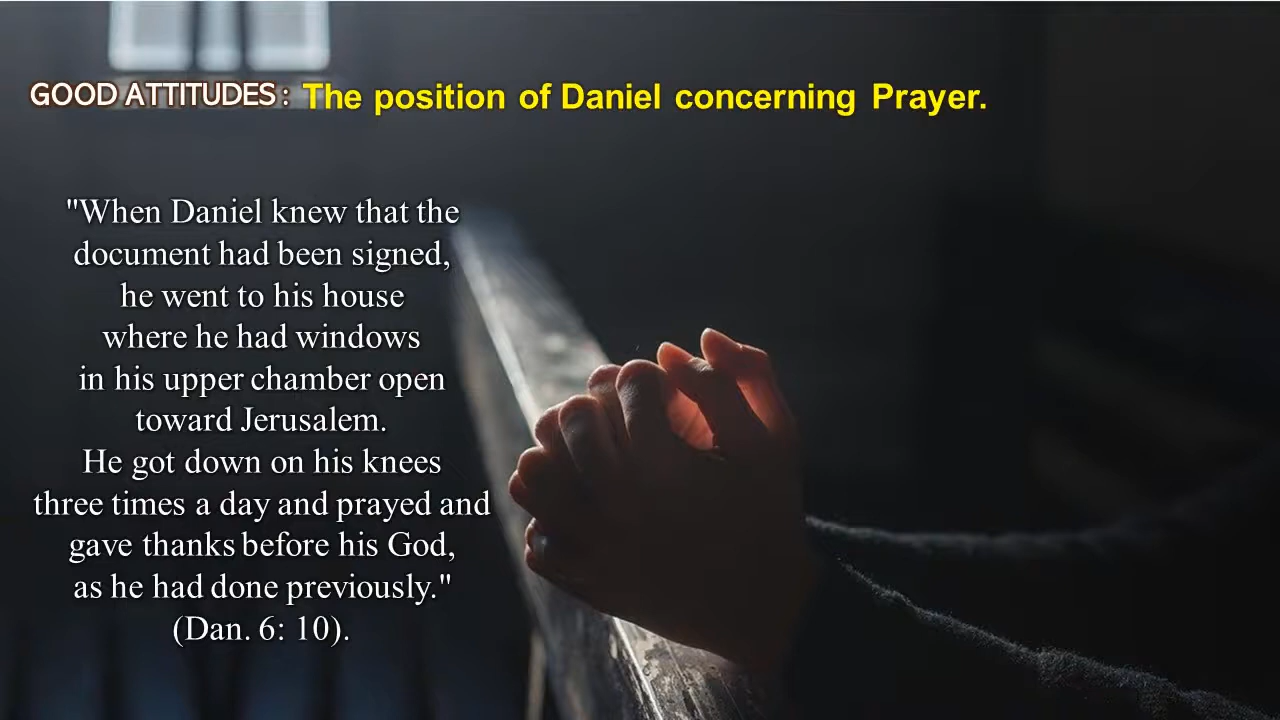 GOOD ATTITUDES : The position of Daniel concerning Prayer.
"When Daniel knew that the
document had been signed,
he went to his house
where he had windows
in his upper chamber open
toward Jerusalem.
He got down on his knees
three times a day and prayed and
gave thanks before his God,
as he had done previously."
(Dan. 6: 10).